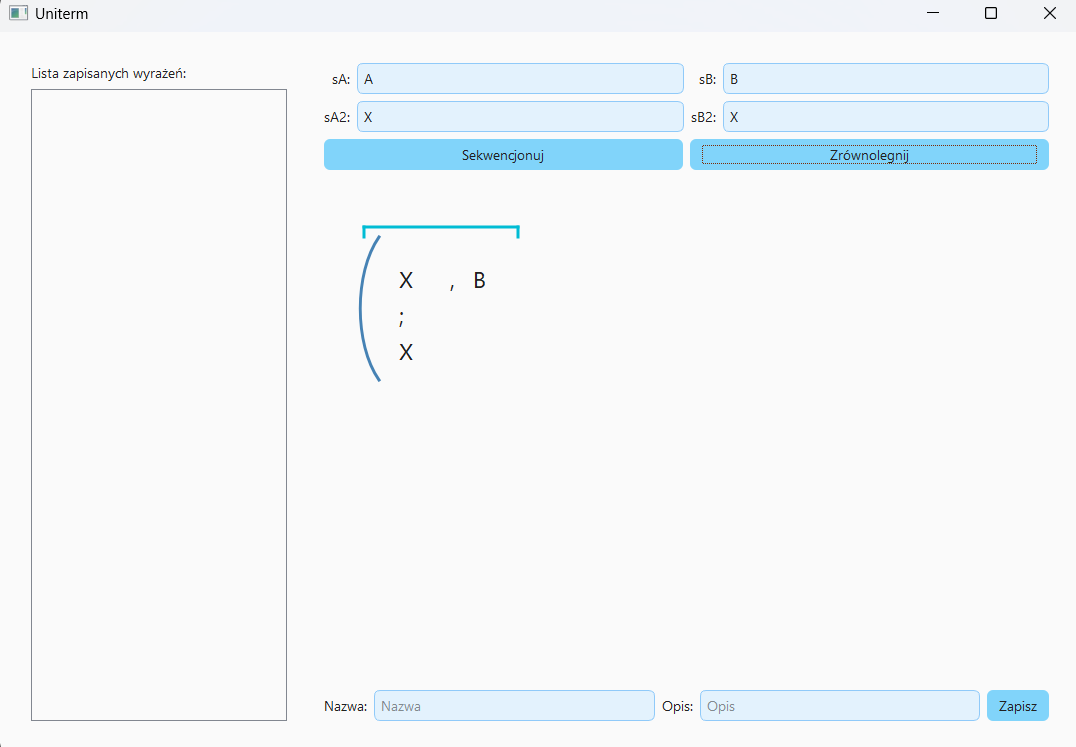 Uniterm
Lista zapisanych wyrażeń:
sA: A sB: B
sA2: X sB2: X
Sekwencjonuj Zrównolegnij
X , B
;
X
Nazwa: Nazwa Opis: Opis Zapisz